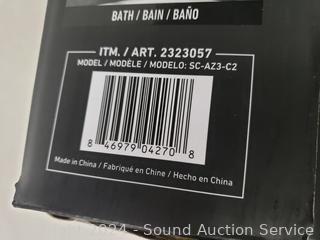 BATH / BAIN / BAÑO
ITM. / ART. 2323057
MODEL / MODÈLE / MODELO: SC-AZ3-C2
8 46979 04270 8
Made in China / Fabriqué en Chine / Hecho en China
Sound Auction Service